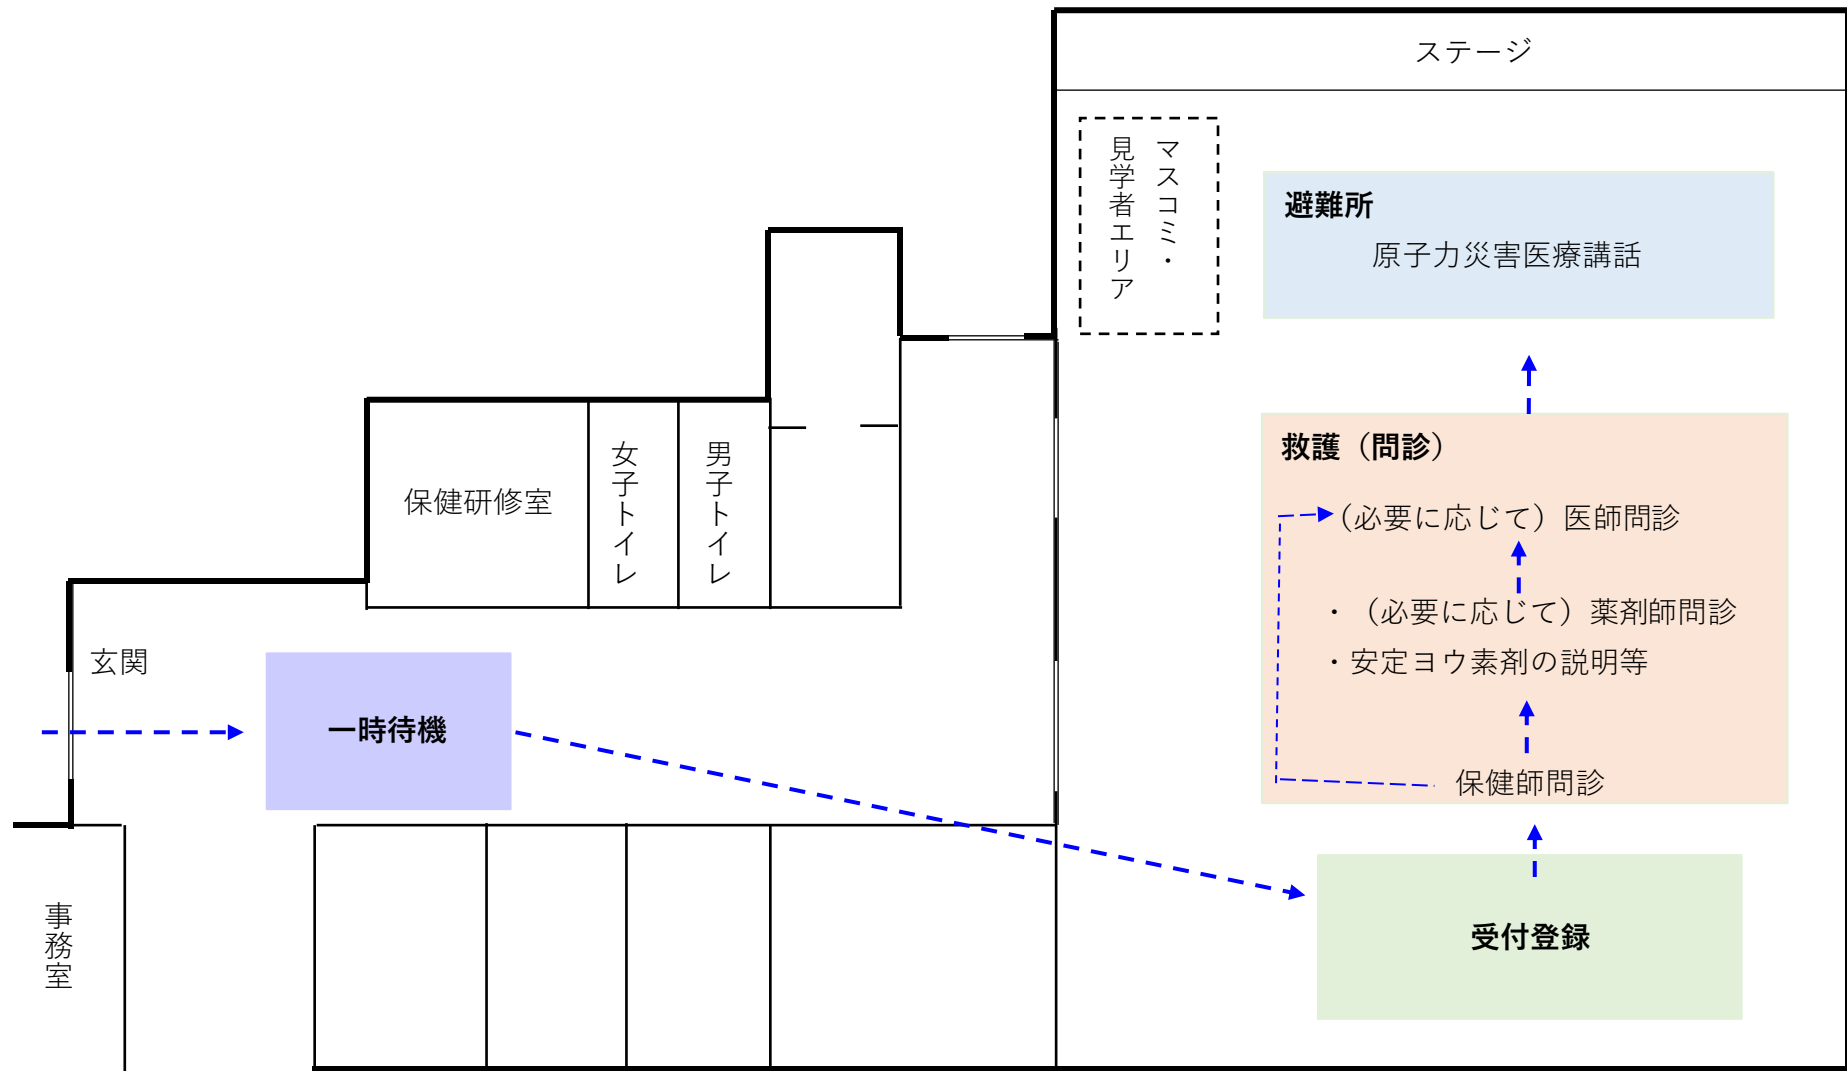 ステージ
マスコミ・
見学者エリア
避難所
原子力災害医療講話
救護（問診）
（必要に応じて）医師問診
・（必要に応じて）薬剤師問診
・安定ヨウ素剤の説明等
保健師問診
受付登録
保健研修室
女子トイレ
男子トイレ
玄関
一時待機
事務室